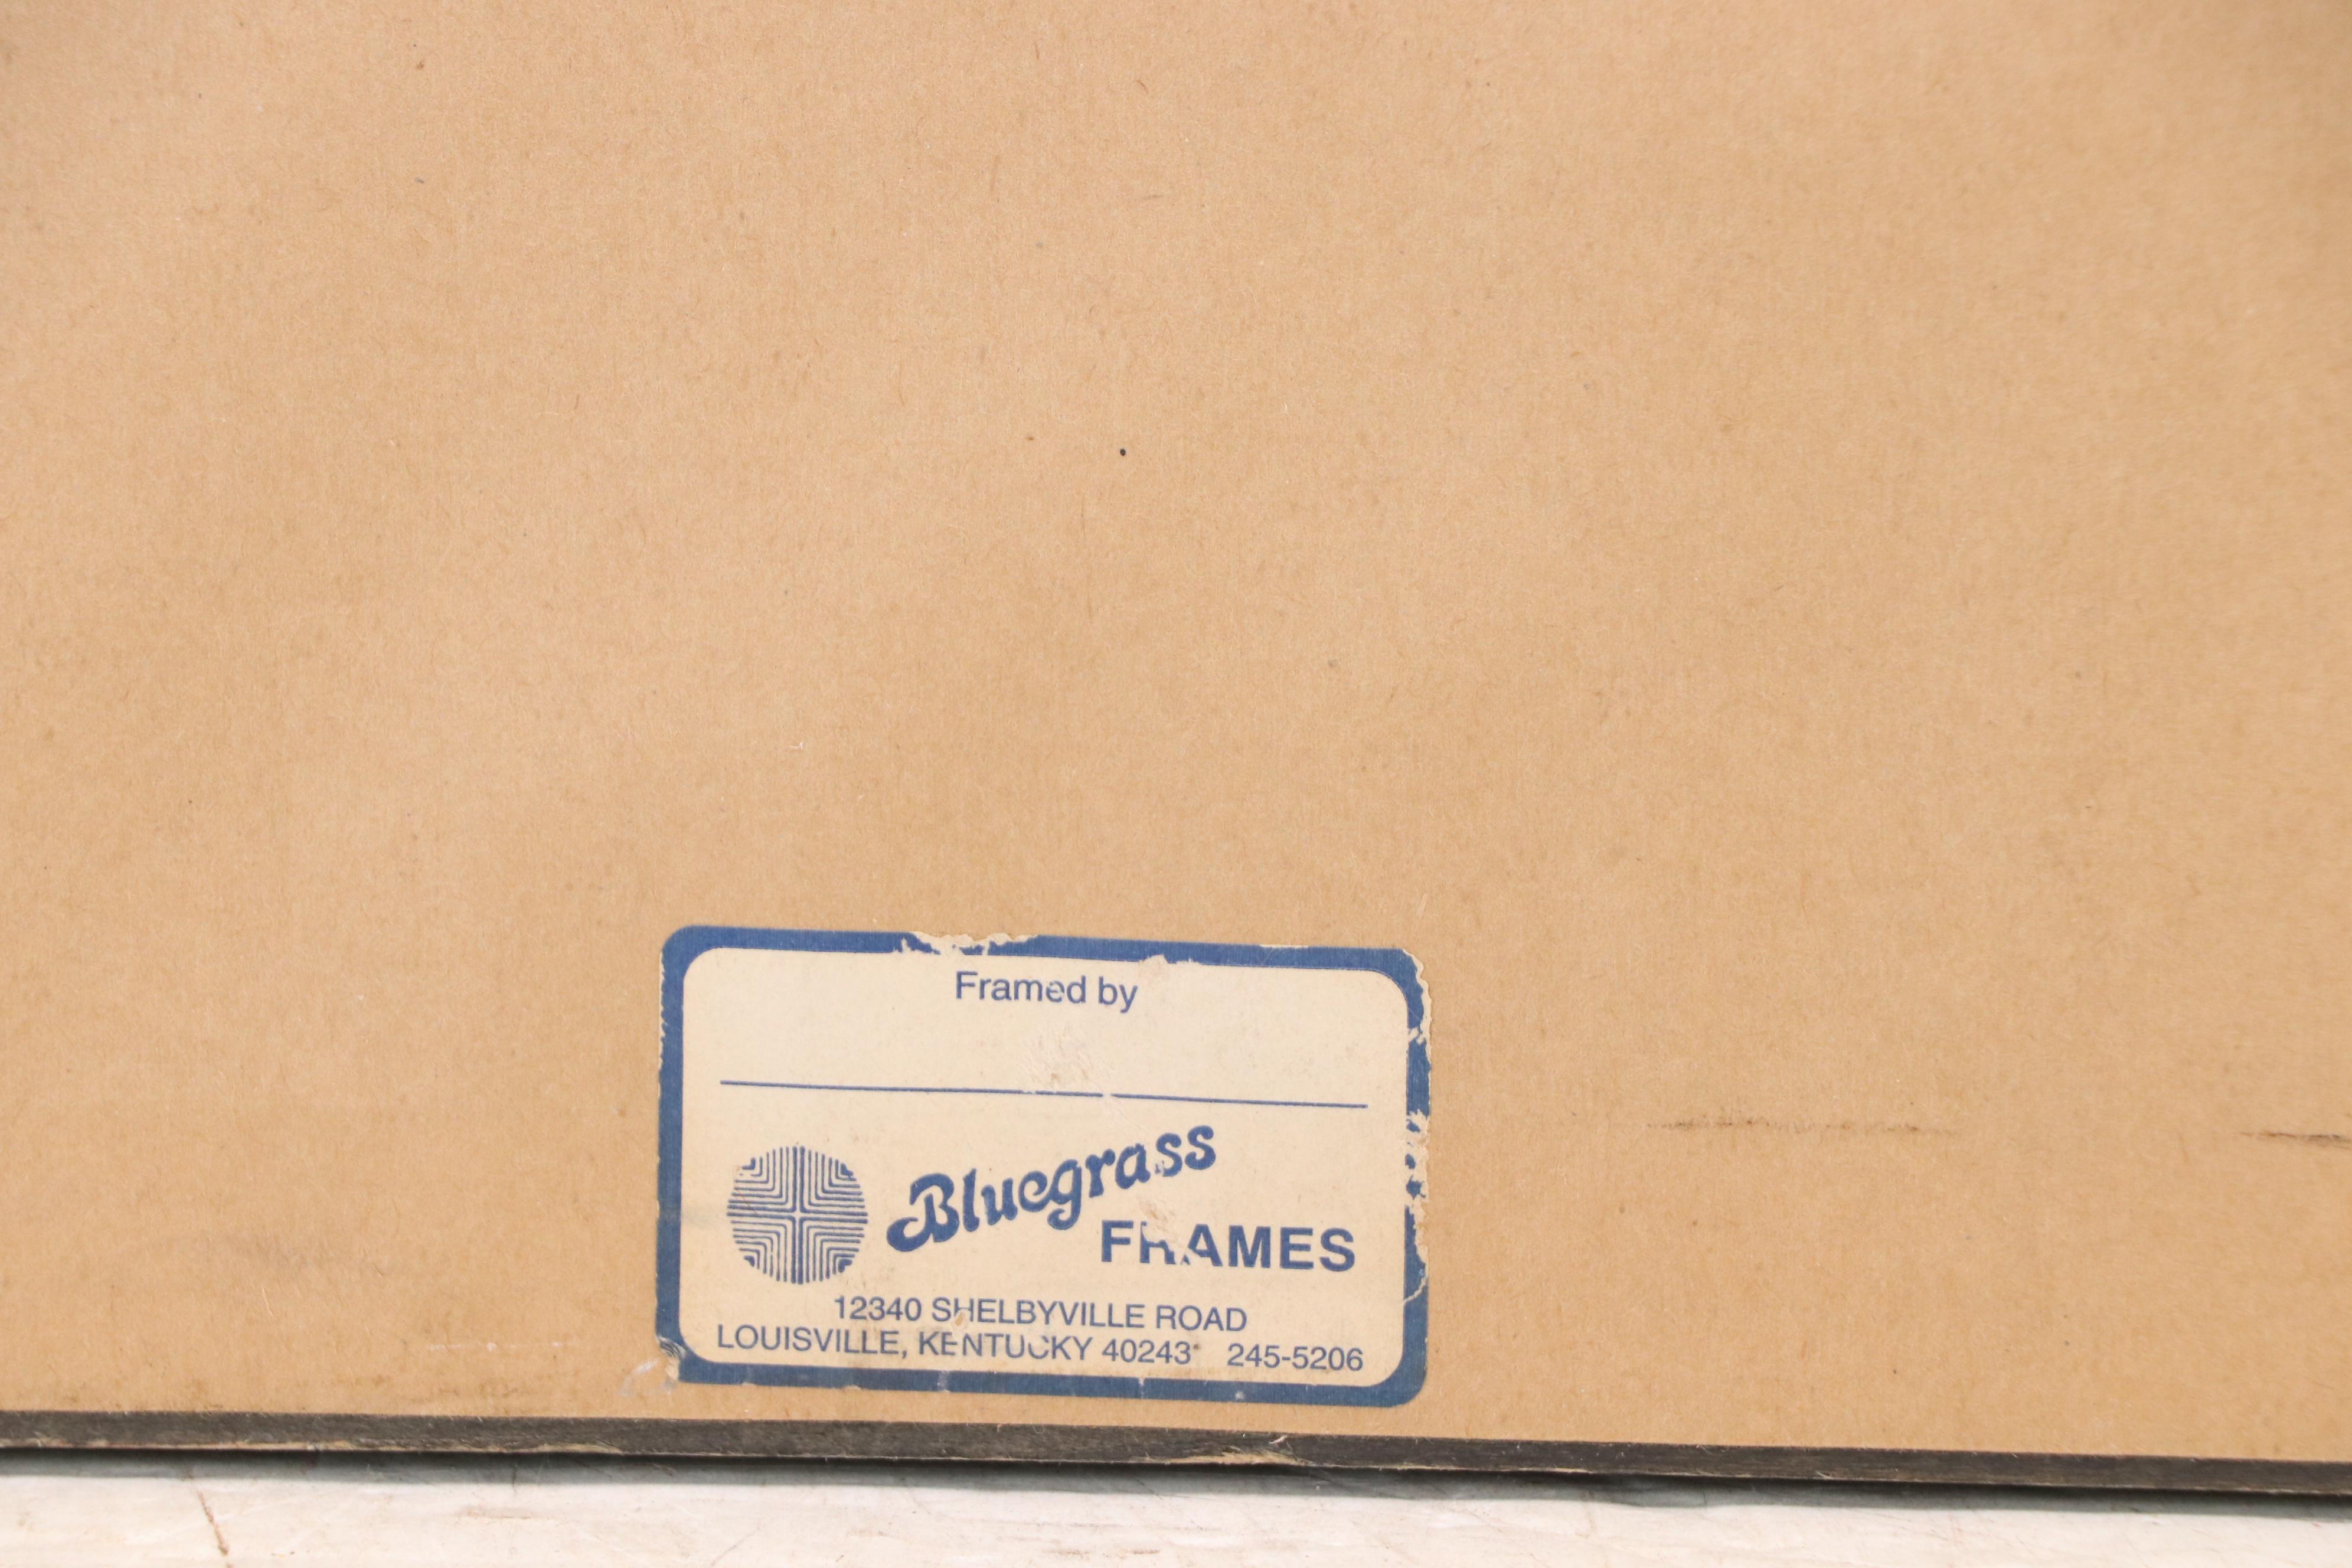 Framed by
Bluegrass
FRAMES
12340 SHELBYVILLE ROAD
LOUISVILLE, KENTUCKY 40243 245-5206